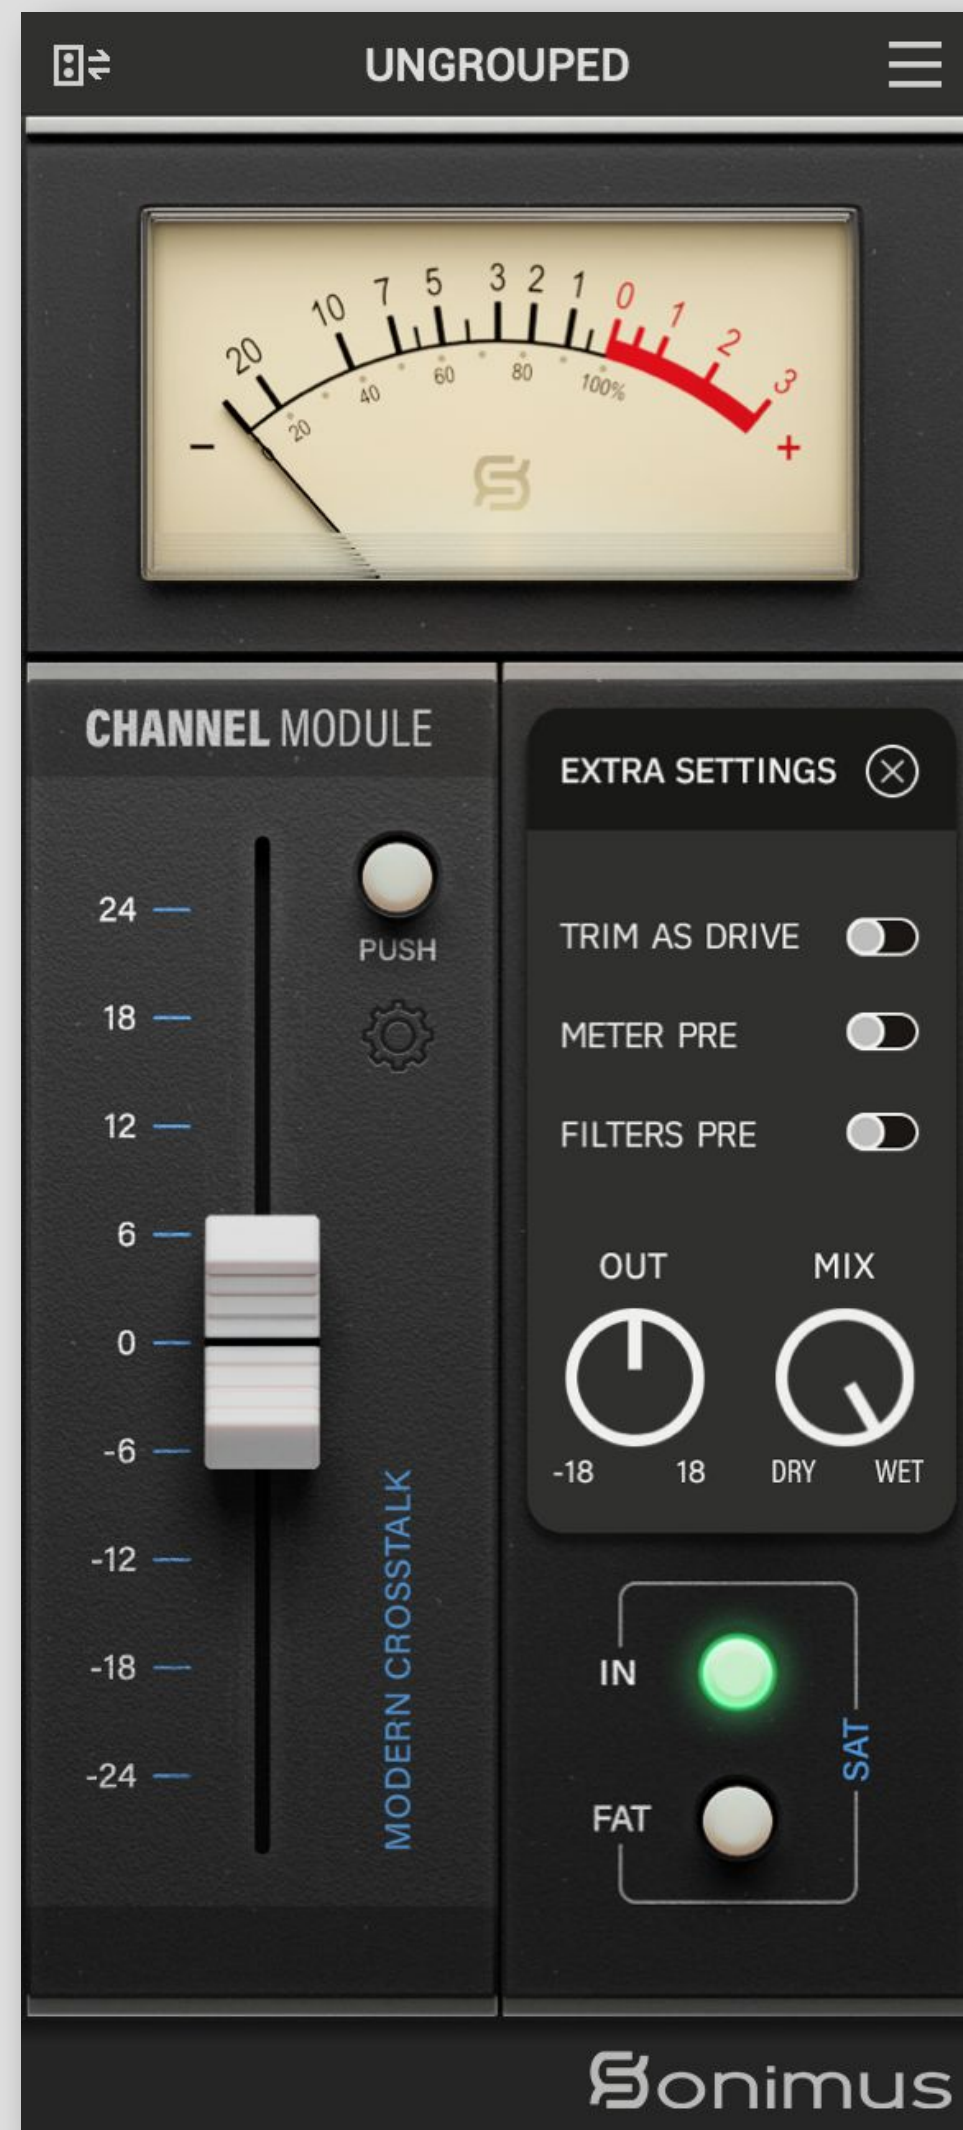 UNGROUPED
20 10 7 5 3 2 1 0 1 2 3
20 40 60 80 100%
− +
CHANNEL MODULE
24
18
12
6
0
-6
-12
-18
-24
PUSH
MODERN CROSSTALK
EXTRA SETTINGS
TRIM AS DRIVE
METER PRE
FILTERS PRE
OUT MIX
-18 18 DRY WET
IN
SAT
FAT
Sonimus